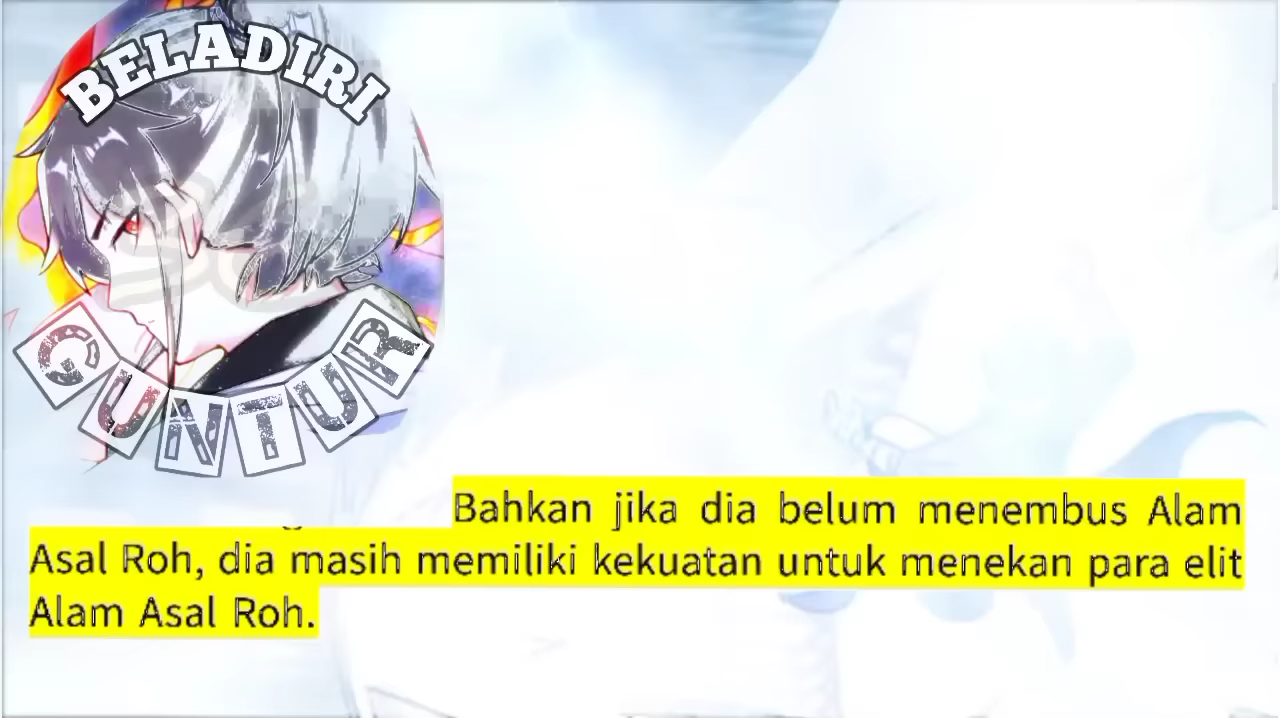 BELADIRI
GUNTUR
Bahkan jika dia belum menembus Alam
Asal Roh, dia masih memiliki kekuatan untuk menekan para elit
Alam Asal Roh.